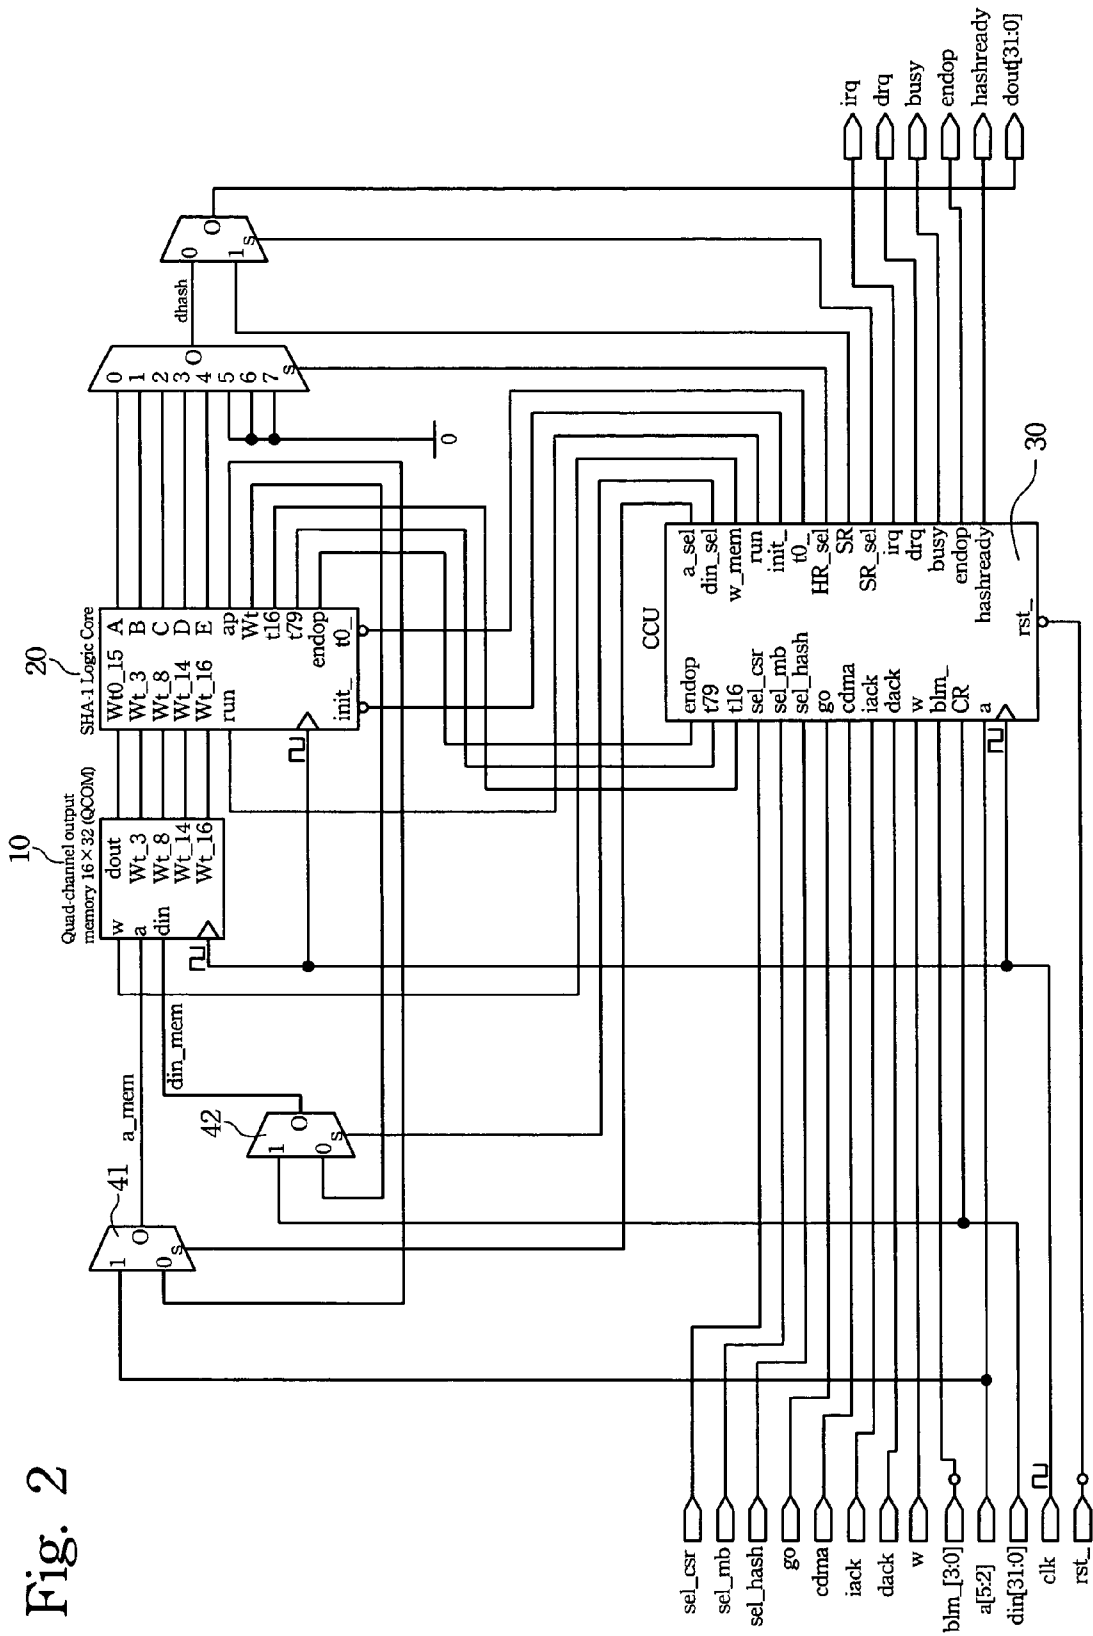 Fig. 2
sel_csr
sel_mb
sel_hash
go
cdma
iack
dack
w
blm_[3:0]
a[5:2]
din[31:0]
clk
rst_
41
1
0
O
s
a_mem
42
1
0
O
s
din_mem
10
Quad-channel output
memory 16×32 (QCOM)
w
a
din
dout
Wt_3
Wt_8
Wt_14
Wt_16
20
SHA-1 Logic Core
Wt0_15
Wt_3
Wt_8
Wt_14
Wt_16
run
init_
A
B
C
D
E
ap
Wt
t16
t79
endop
t0_
0
1
2
3
4
5
6
7
O
s
0
dhash
0
1
O
s
CCU
30
endop
t79
t16
sel_csr
sel_mb
sel_hash
go
cdma
iack
dack
w
blm_
CR
a
rst_
a_sel
din_sel
w_mem
run
init_
t0_
HR_sel
SR
SR_sel
irq
drq
busy
endop
hashready
irq
drq
busy
endop
hashready
dout[31:0]